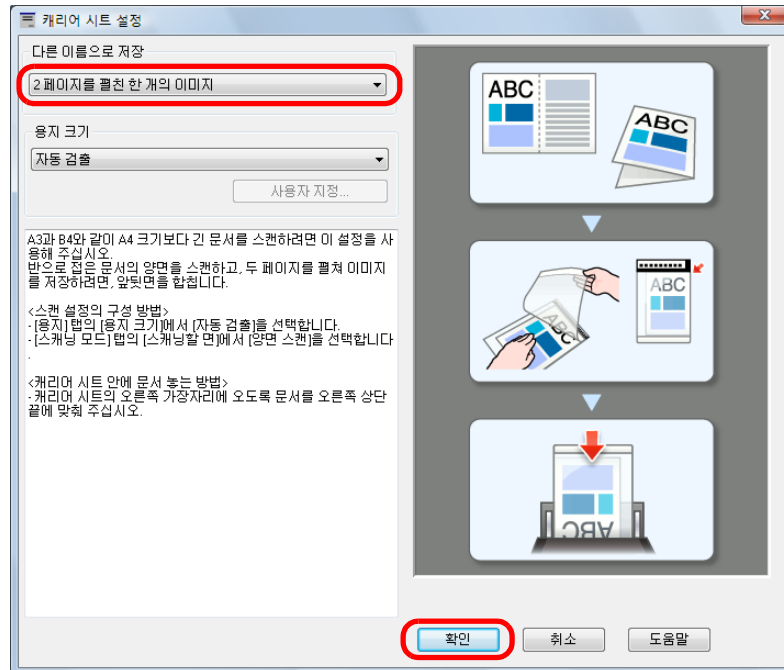 캐리어 시트 설정
다른 이름으로 저장
2 페이지를 펼친 한 개의 이미지
용지 크기
자동 검출
사용자 지정...
A3과 B4와 같이 A4 크기보다 긴 문서를 스캔하려면 이 설정을 사
용해 주십시오.
반으로 접은 문서의 양면을 스캔하고, 두 페이지를 펼쳐 이미지
를 저장하려면, 앞뒷면을 합칩니다.
<스캔 설정의 구성 방법>
- [용지] 탭의 [용지 크기]에서 [자동 검출]을 선택합니다.
- [스캐닝 모드] 탭의 [스캐닝할 면]에서 [양면 스캔]을 선택합니다
.
<캐리어 시트 안에 문서 놓는 방법>
- 캐리어 시트의 오른쪽 가장자리에 오도록 문서를 오른쪽 상단
끝에 맞춰 주십시오.
ABC
ABC
ABC
ABC
확인
취소
도움말